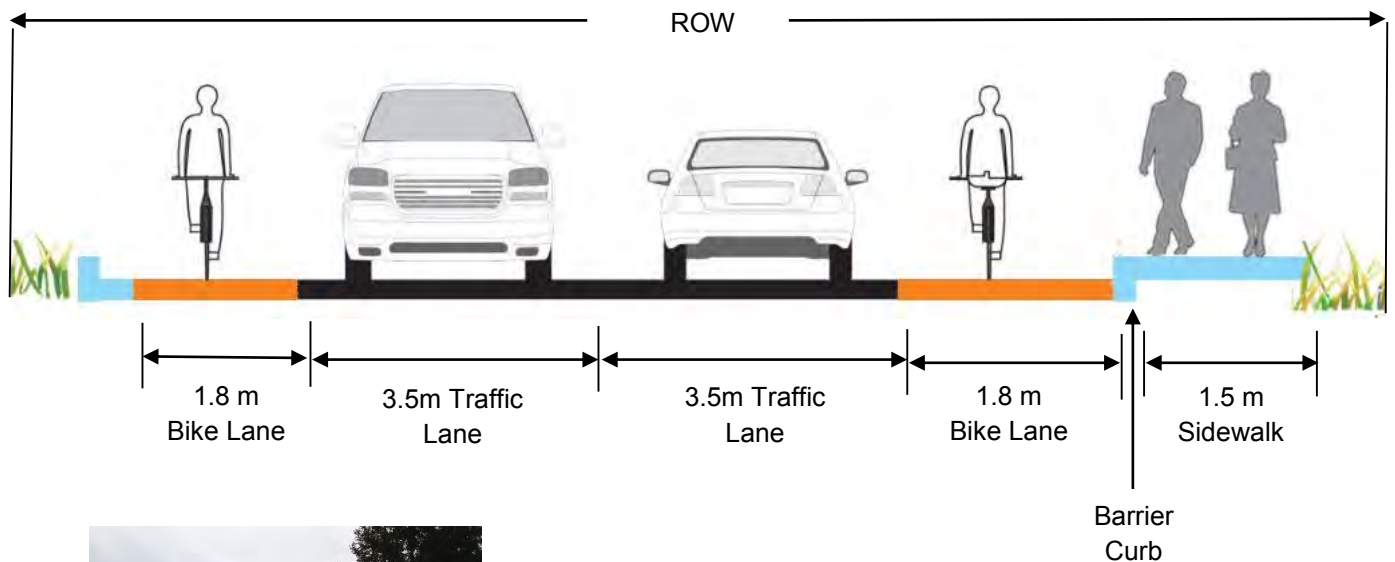 ROW
1.8 m
Bike Lane
3.5m Traffic
Lane
3.5m Traffic
Lane
1.8 m
Bike Lane
1.5 m
Sidewalk
Barrier
Curb